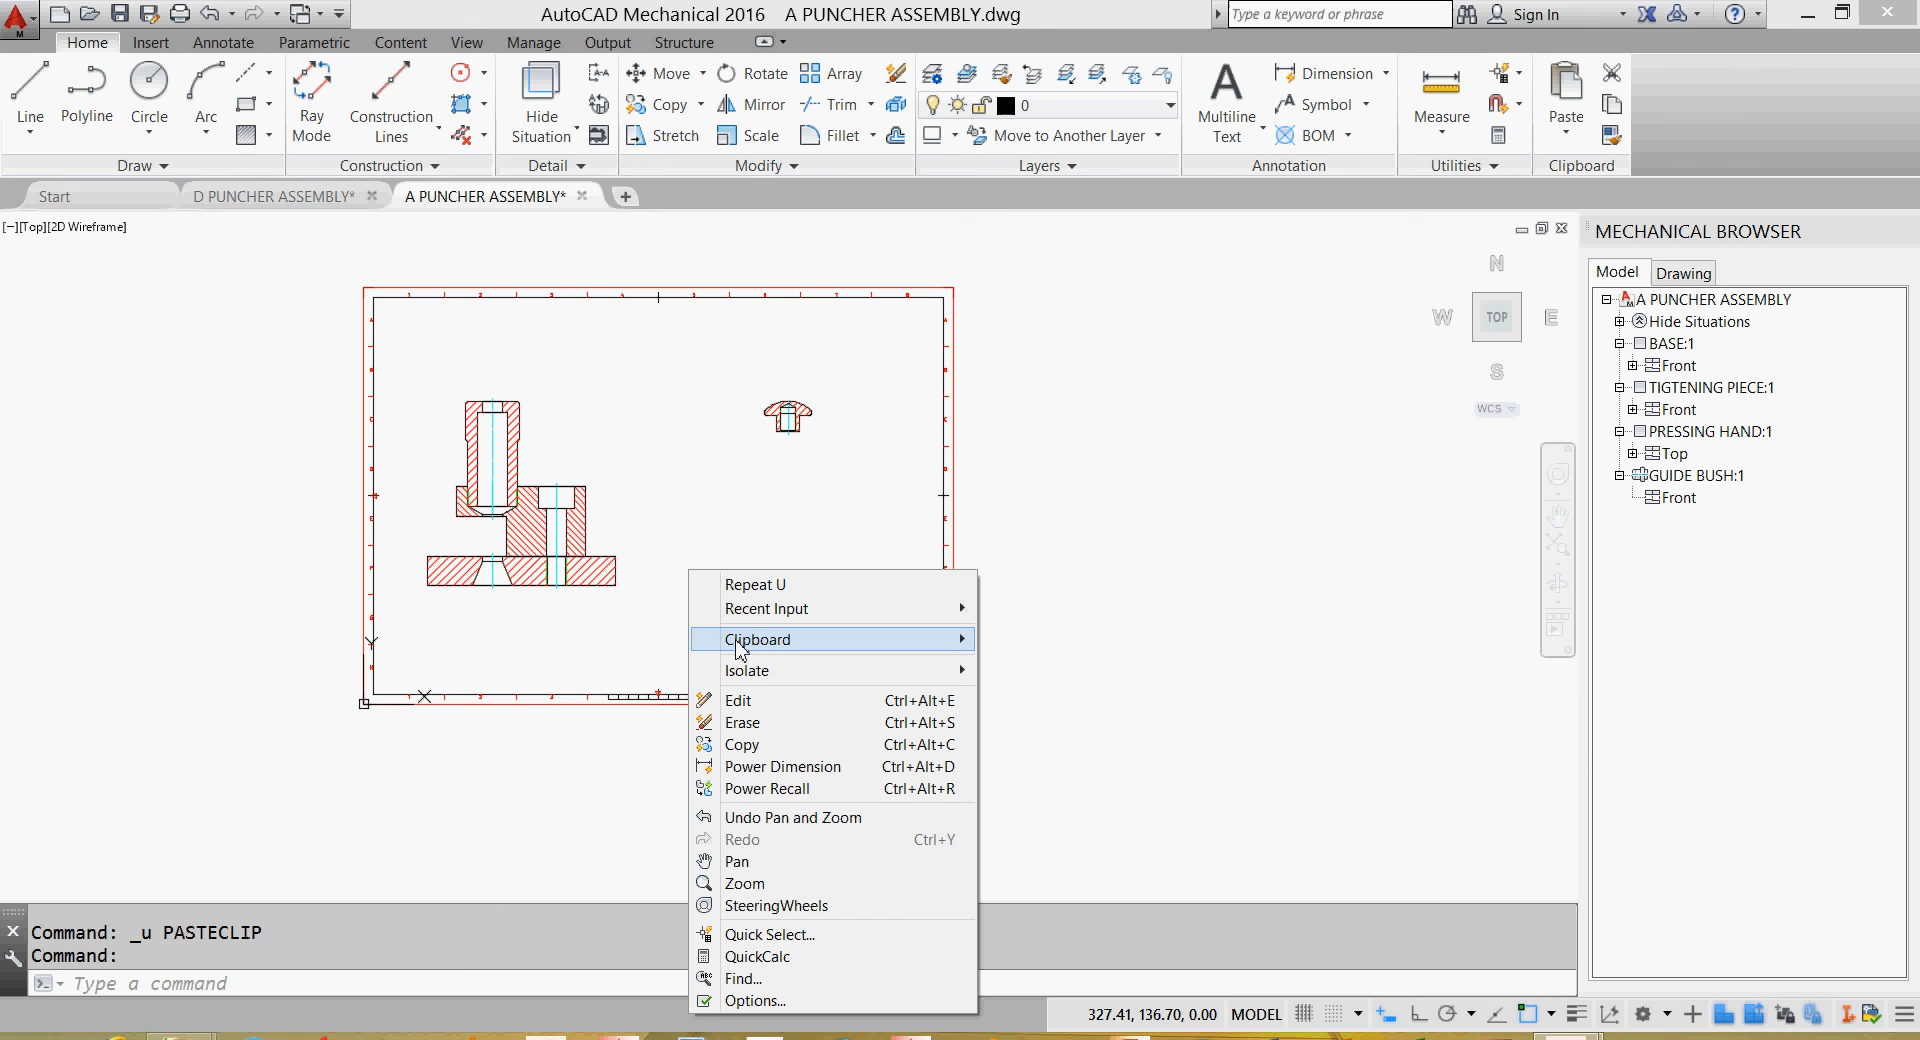 AutoCAD Mechanical 2016 A PUNCHER ASSEMBLY.dwg
Type a keyword or phrase
Sign In
Home Insert Annotate Parametric Content View Manage Output Structure
Line Polyline Circle Arc
Ray Mode
Construction Lines
Hide Situation
Move Rotate Array
Copy Mirror Trim
Stretch Scale Fillet
0
Move to Another Layer
Multiline Text
Dimension
Symbol
BOM
Measure
Paste
Draw Construction Detail Modify Layers Annotation Utilities Clipboard
Start D PUNCHER ASSEMBLY* A PUNCHER ASSEMBLY*
[−][Top][2D Wireframe]
N
W TOP E
S
WCS
MECHANICAL BROWSER
Model Drawing
A PUNCHER ASSEMBLY
Hide Situations
BASE:1
Front
TIGTENING PIECE:1
Front
PRESSING HAND:1
Top
GUIDE BUSH:1
Front
Repeat U
Recent Input
Clipboard
Isolate
Edit Ctrl+Alt+E
Erase Ctrl+Alt+S
Copy Ctrl+Alt+C
Power Dimension Ctrl+Alt+D
Power Recall Ctrl+Alt+R
Undo Pan and Zoom
Redo Ctrl+Y
Pan
Zoom
SteeringWheels
Quick Select...
QuickCalc
Find...
Options...
Command: _u PASTECLIP
Command:
Type a command
327.41, 136.70, 0.00 MODEL